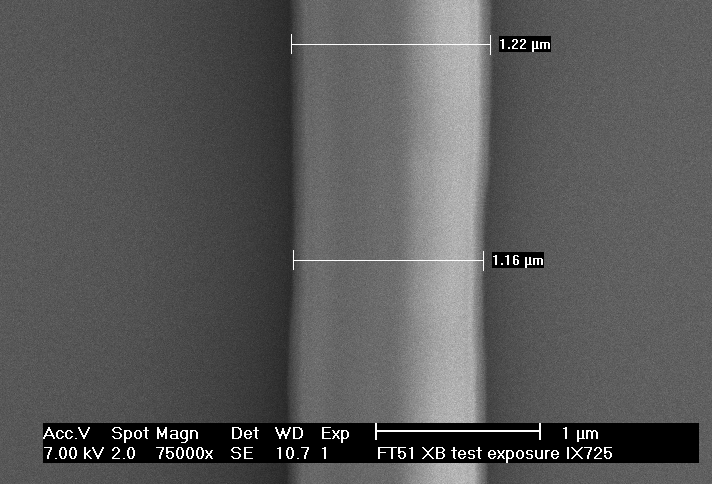 1.22 µm
1.16 µm
Acc.V Spot Magn Det WD Exp 1 µm
7.00 kV 2.0 75000x SE 10.7 1 FT51 XB test exposure IX725